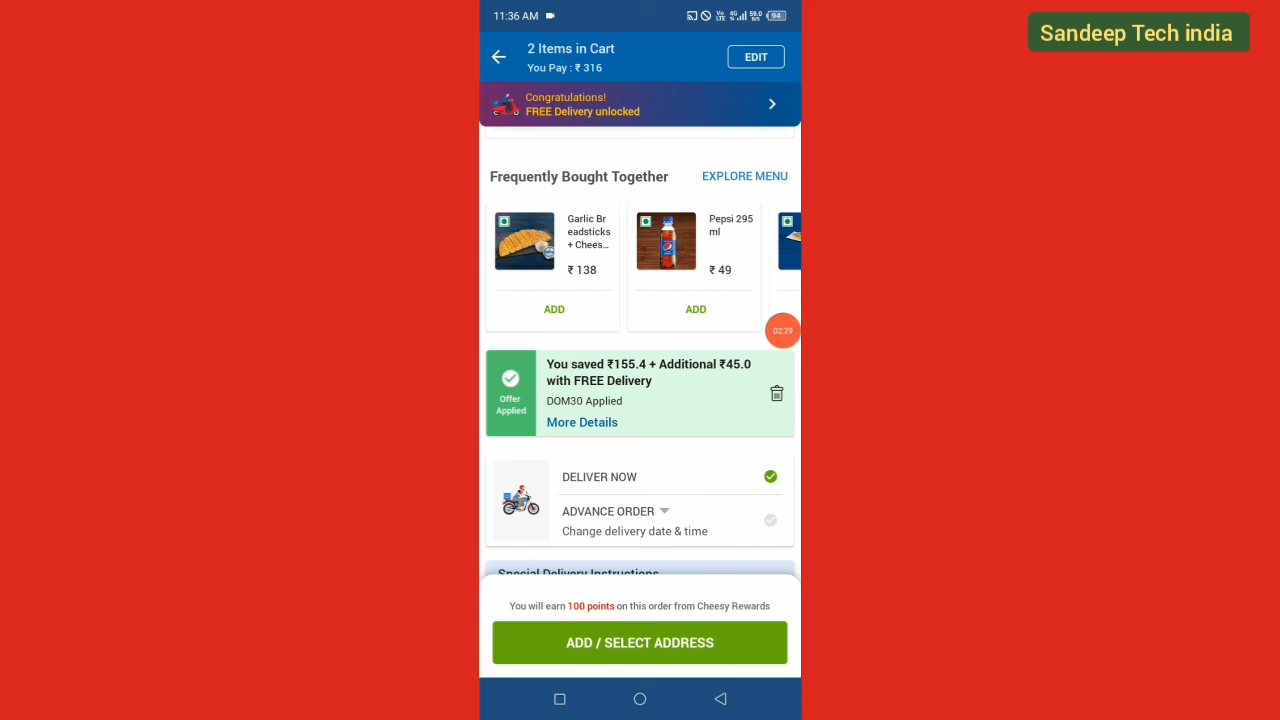 Sandeep Tech india
11:36 AM
94
2 Items in Cart
You Pay : ₹ 316
EDIT
Congratulations!
FREE Delivery unlocked
Frequently Bought Together
EXPLORE MENU
Garlic Br
eadsticks
+ Chees…
₹ 138
ADD
Pepsi 295
ml
₹ 49
ADD
02:29
Offer
Applied
You saved ₹155.4 + Additional ₹45.0
with FREE Delivery
DOM30 Applied
More Details
DELIVER NOW
ADVANCE ORDER
Change delivery date & time
Special Delivery Instructions
You will earn 100 points on this order from Cheesy Rewards
ADD / SELECT ADDRESS